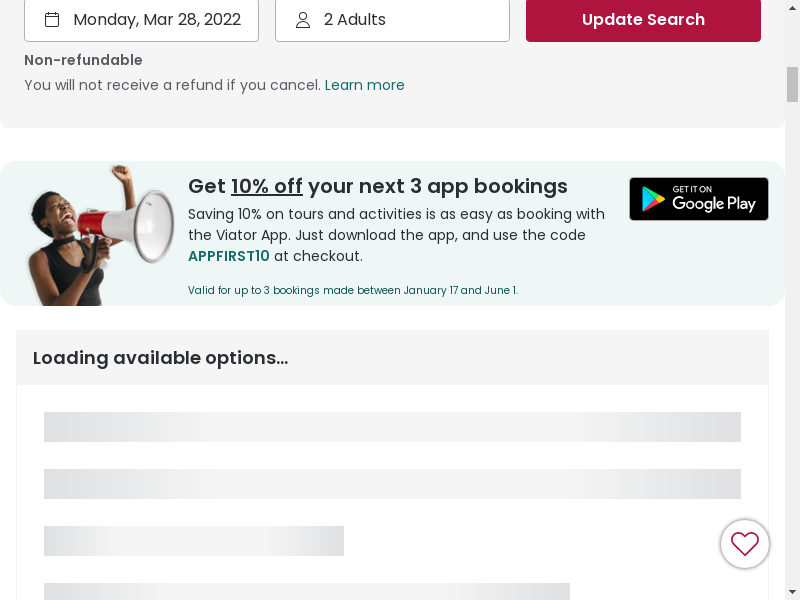 Monday, Mar 28, 2022
2 Adults
Update Search
Non-refundable
You will not receive a refund if you cancel. Learn more
Get 10% off your next 3 app bookings
Saving 10% on tours and activities is as easy as booking with
the Viator App. Just download the app, and use the code
APPFIRST10 at checkout.
Valid for up to 3 bookings made between January 17 and June 1.
GET IT ON
Google Play
Loading available options...